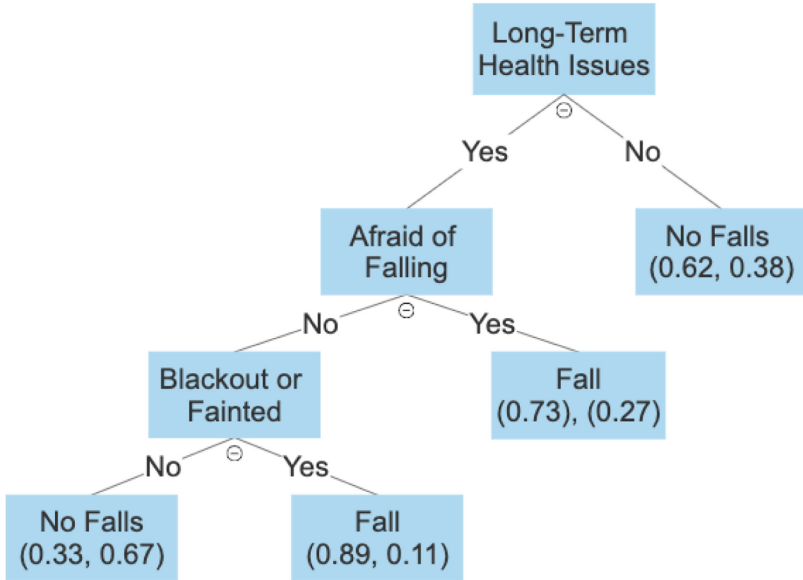 Long-Term
Health Issues
Yes
No
Afraid of
Falling
No Falls
(0.62, 0.38)
No
Yes
Blackout or
Fainted
Fall
(0.73), (0.27)
No
Yes
No Falls
(0.33, 0.67)
Fall
(0.89, 0.11)